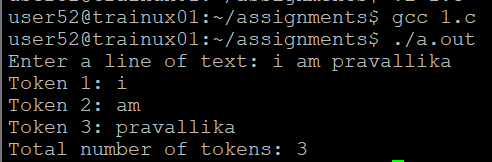 user52@trainux01:~/assignments$ gcc 1.c
user52@trainux01:~/assignments$ ./a.out
Enter a line of text: i am pravallika
Token 1: i
Token 2: am
Token 3: pravallika
Total number of tokens: 3